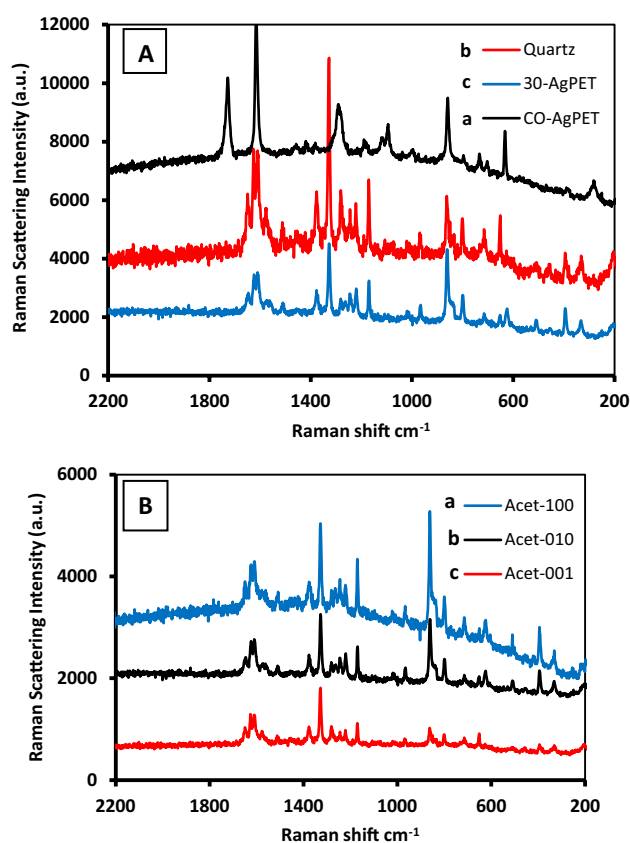 A
12000
10000
8000
6000
4000
2000
0
Raman Scattering Intensity (a.u.)
b Quartz
c 30-AgPET
a CO-AgPET
2200 1800 1400 1000 600 200
Raman shift cm-1
B
6000
4000
2000
0
Raman Scattering Intensity (a.u.)
a Acet-100
b Acet-010
c Acet-001
2200 1800 1400 1000 600 200
Raman shift cm-1